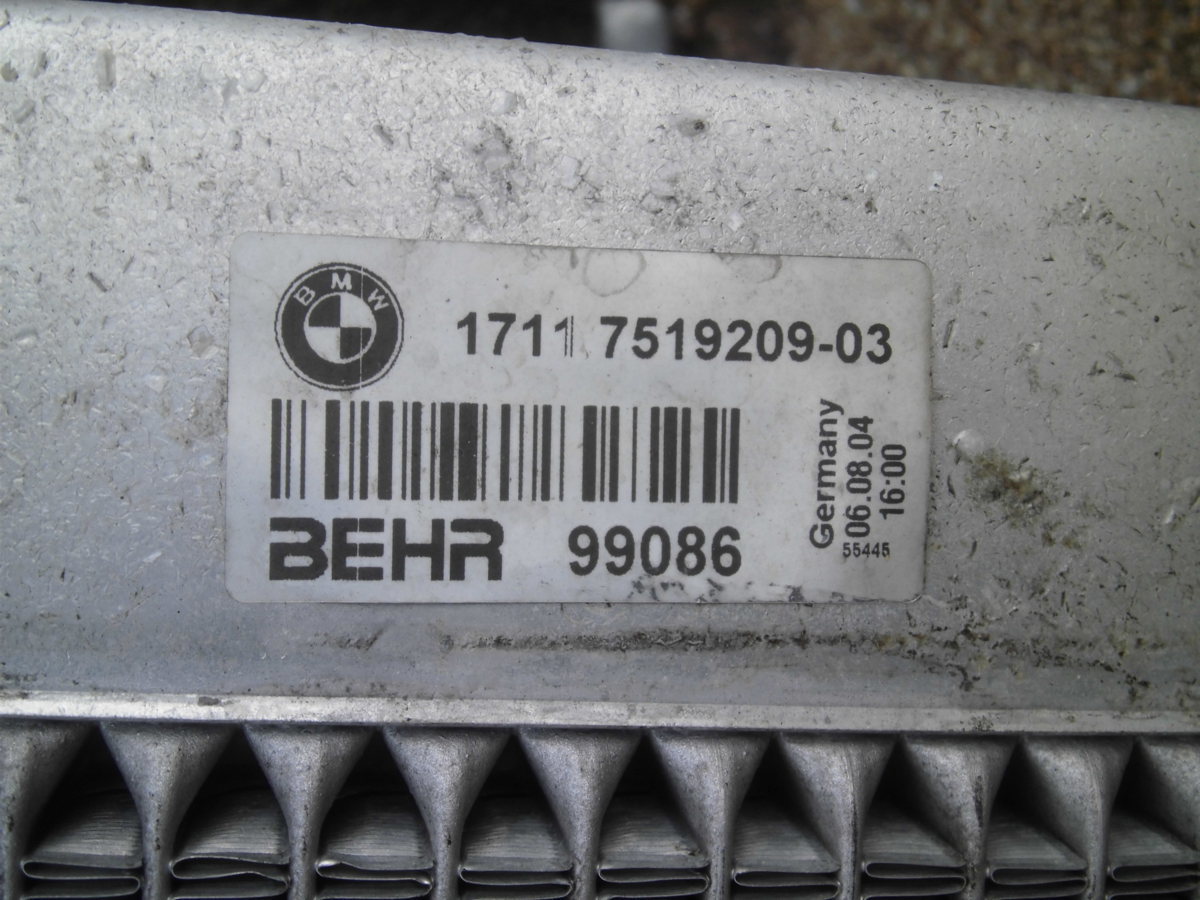 BMW
1711 7519209-03
BEHR 99086
Germany
06.08.04
16:00
55445